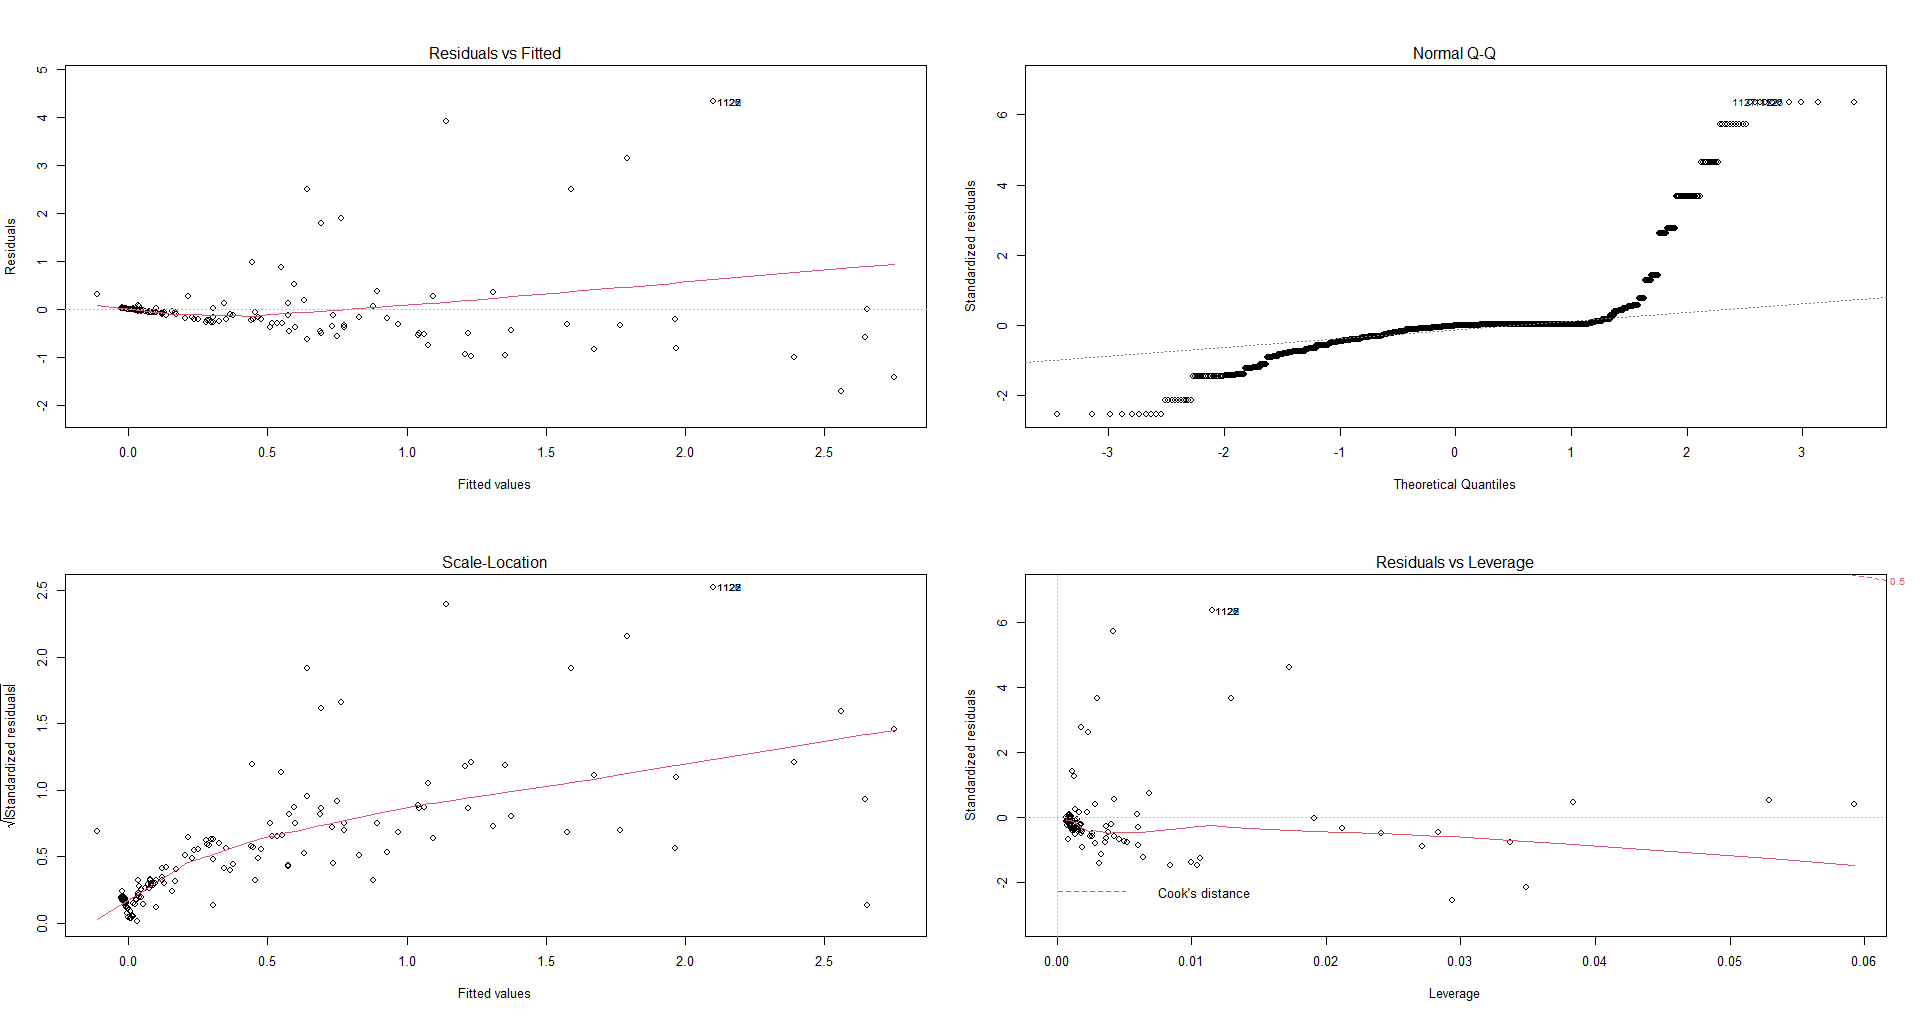 Residuals vs Fitted
Residuals
5
4
3
2
1
0
-1
-2
0.0 0.5 1.0 1.5 2.0 2.5
Fitted values
Normal Q-Q
Standardized residuals
6
4
2
0
-2
-3 -2 -1 0 1 2 3
Theoretical Quantiles
Scale-Location
√|Standardized residuals|
2.5
2.0
1.5
1.0
0.5
0.0
0.0 0.5 1.0 1.5 2.0 2.5
Fitted values
Residuals vs Leverage
Standardized residuals
0.5
6
4
2
0
-2
Cook's distance
0.00 0.01 0.02 0.03 0.04 0.05 0.06
Leverage